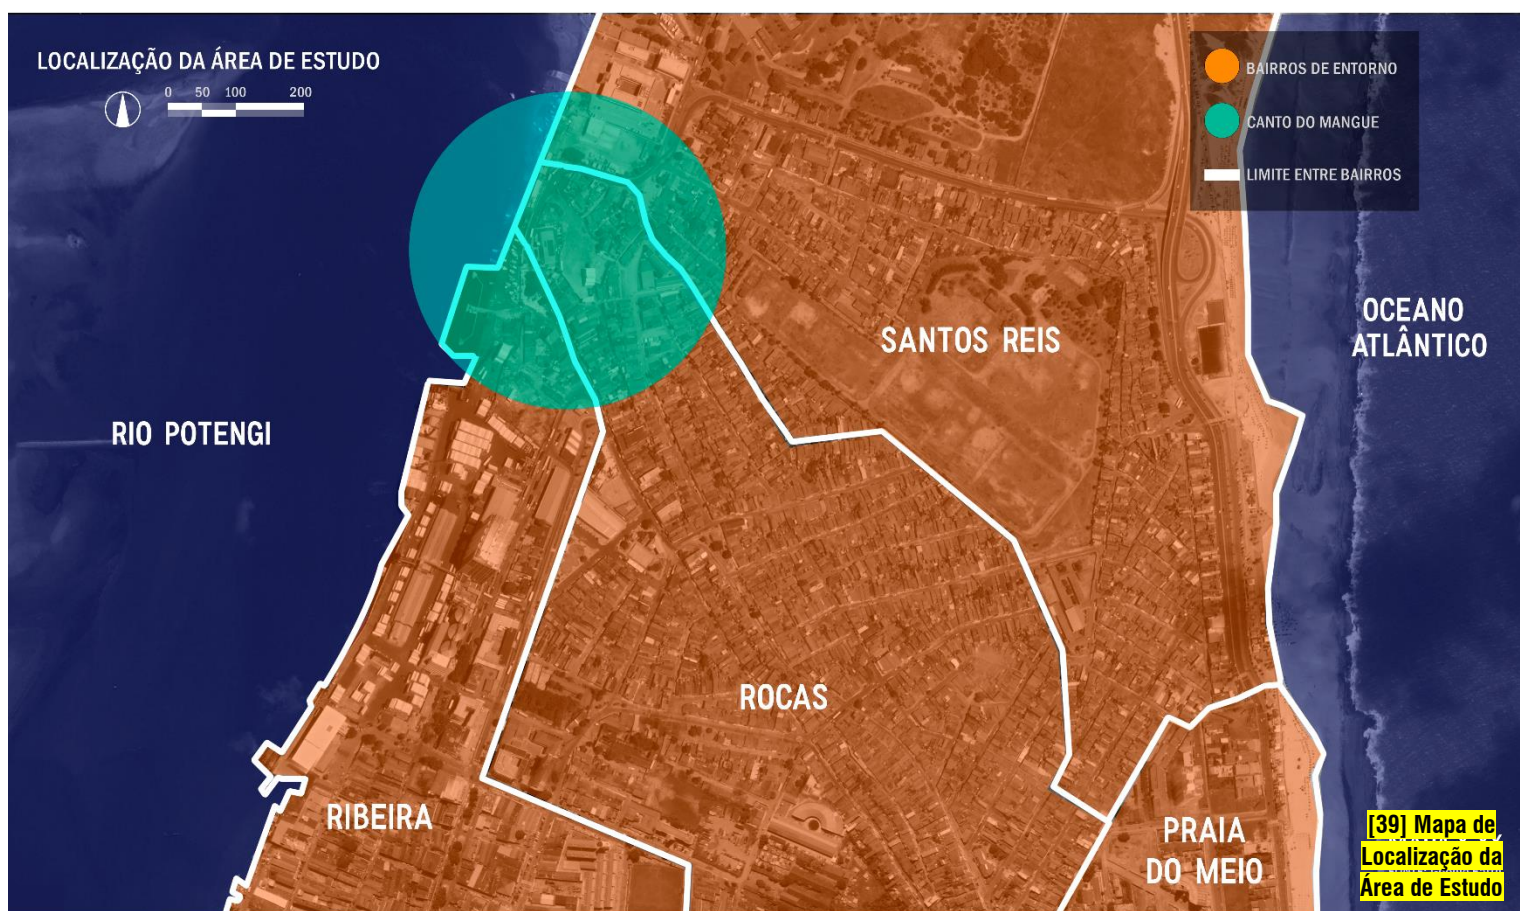 LOCALIZAÇÃO DA ÁREA DE ESTUDO
0 50 100 200
BAIRROS DE ENTORNO
CANTO DO MANGUE
LIMITE ENTRE BAIRROS
OCEANO
ATLÂNTICO
SANTOS REIS
RIO POTENGI
ROCAS
RIBEIRA
PRAIA
DO MEIO
[39] Mapa de
Localização da
Área de Estudo